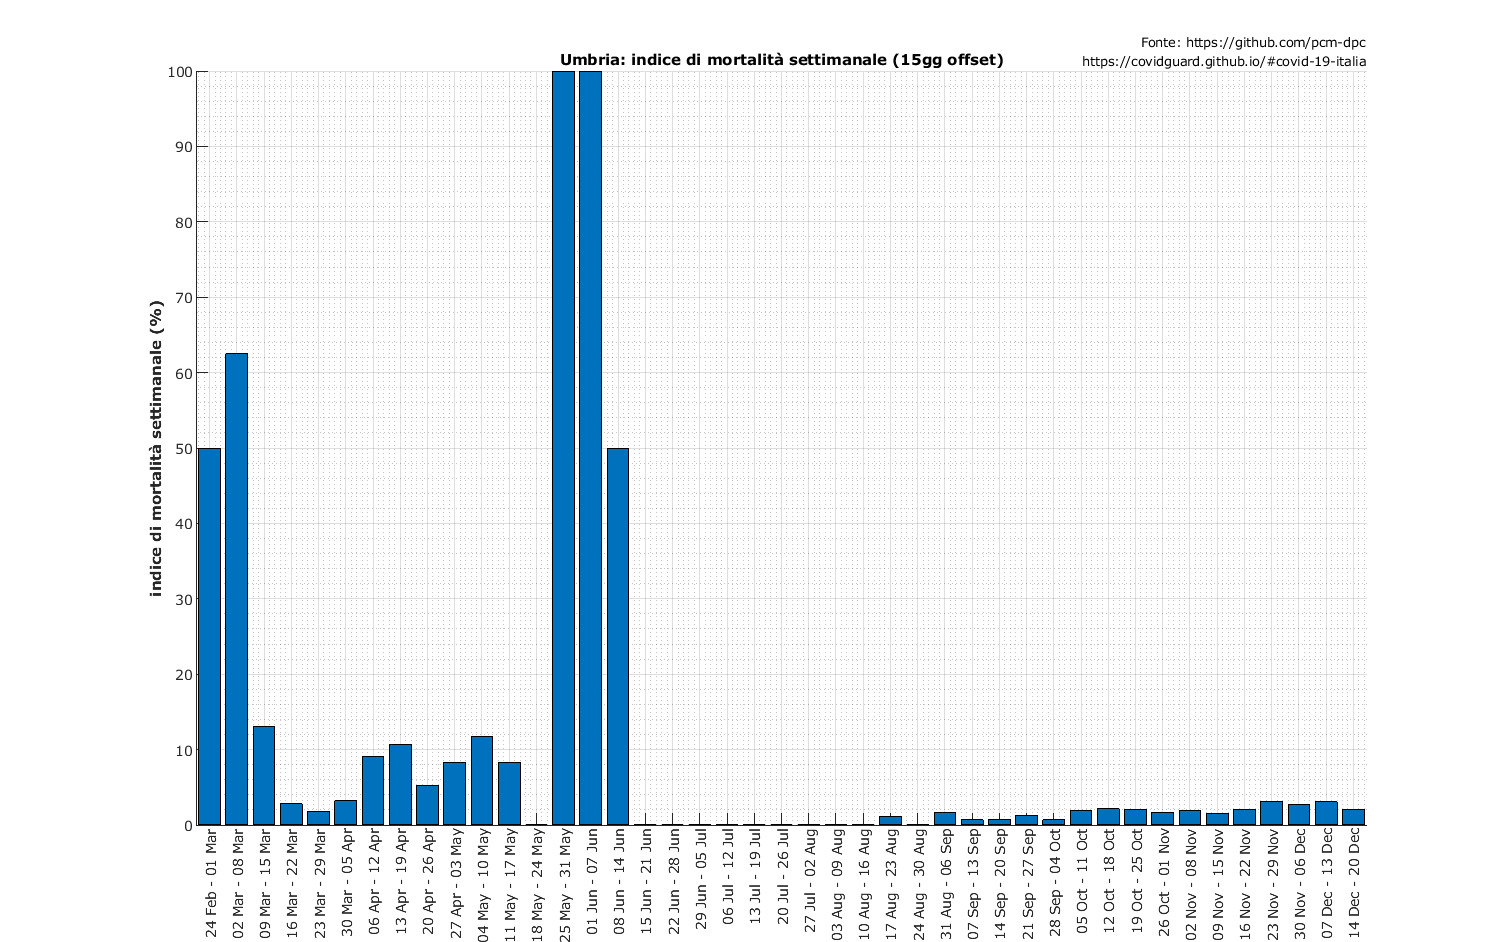 Fonte: https://github.com/pcm-dpc
Umbria: indice di mortalità settimanale (15gg offset)
https://covidguard.github.io/#covid-19-italia
indice di mortalità settimanale (%)
100
90
80
70
60
50
40
30
20
10
0
24 Feb - 01 Mar
02 Mar - 08 Mar
09 Mar - 15 Mar
16 Mar - 22 Mar
23 Mar - 29 Mar
30 Mar - 05 Apr
06 Apr - 12 Apr
13 Apr - 19 Apr
20 Apr - 26 Apr
27 Apr - 03 May
04 May - 10 May
11 May - 17 May
18 May - 24 May
25 May - 31 May
01 Jun - 07 Jun
08 Jun - 14 Jun
15 Jun - 21 Jun
22 Jun - 28 Jun
29 Jun - 05 Jul
06 Jul - 12 Jul
13 Jul - 19 Jul
20 Jul - 26 Jul
27 Jul - 02 Aug
03 Aug - 09 Aug
10 Aug - 16 Aug
17 Aug - 23 Aug
24 Aug - 30 Aug
31 Aug - 06 Sep
07 Sep - 13 Sep
14 Sep - 20 Sep
21 Sep - 27 Sep
28 Sep - 04 Oct
05 Oct - 11 Oct
12 Oct - 18 Oct
19 Oct - 25 Oct
26 Oct - 01 Nov
02 Nov - 08 Nov
09 Nov - 15 Nov
16 Nov - 22 Nov
23 Nov - 29 Nov
30 Nov - 06 Dec
07 Dec - 13 Dec
14 Dec - 20 Dec